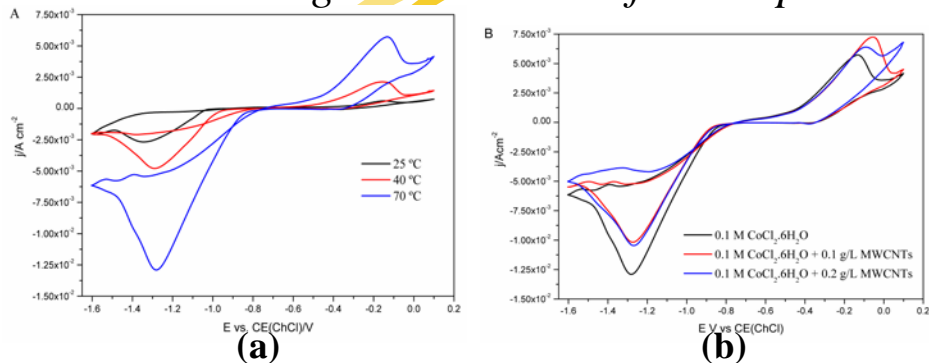 A
7.50x10⁻³
5.00x10⁻³
2.50x10⁻³
0.00
-2.50x10⁻³
-5.00x10⁻³
-7.50x10⁻³
-1.00x10⁻²
-1.25x10⁻²
-1.50x10⁻²
j/A cm⁻²
25 ºC
40 ºC
70 ºC
-1.6 -1.4 -1.2 -1.0 -0.8 -0.6 -0.4 -0.2 0.0 0.2
E vs. CE(ChCl)/V
(a)
B
7.50x10⁻³
5.00x10⁻³
2.50x10⁻³
0.00
-2.50x10⁻³
-5.00x10⁻³
-7.50x10⁻³
-1.00x10⁻²
-1.25x10⁻²
-1.50x10⁻²
j/Acm⁻²
0.1 M CoCl₂.6H₂O
0.1 M CoCl₂.6H₂O + 0.1 g/L MWCNTs
0.1 M CoCl₂.6H₂O + 0.2 g/L MWCNTs
-1.6 -1.4 -1.2 -1.0 -0.8 -0.6 -0.4 -0.2 0.0 0.2
E V vs CE(ChCl)
(b)